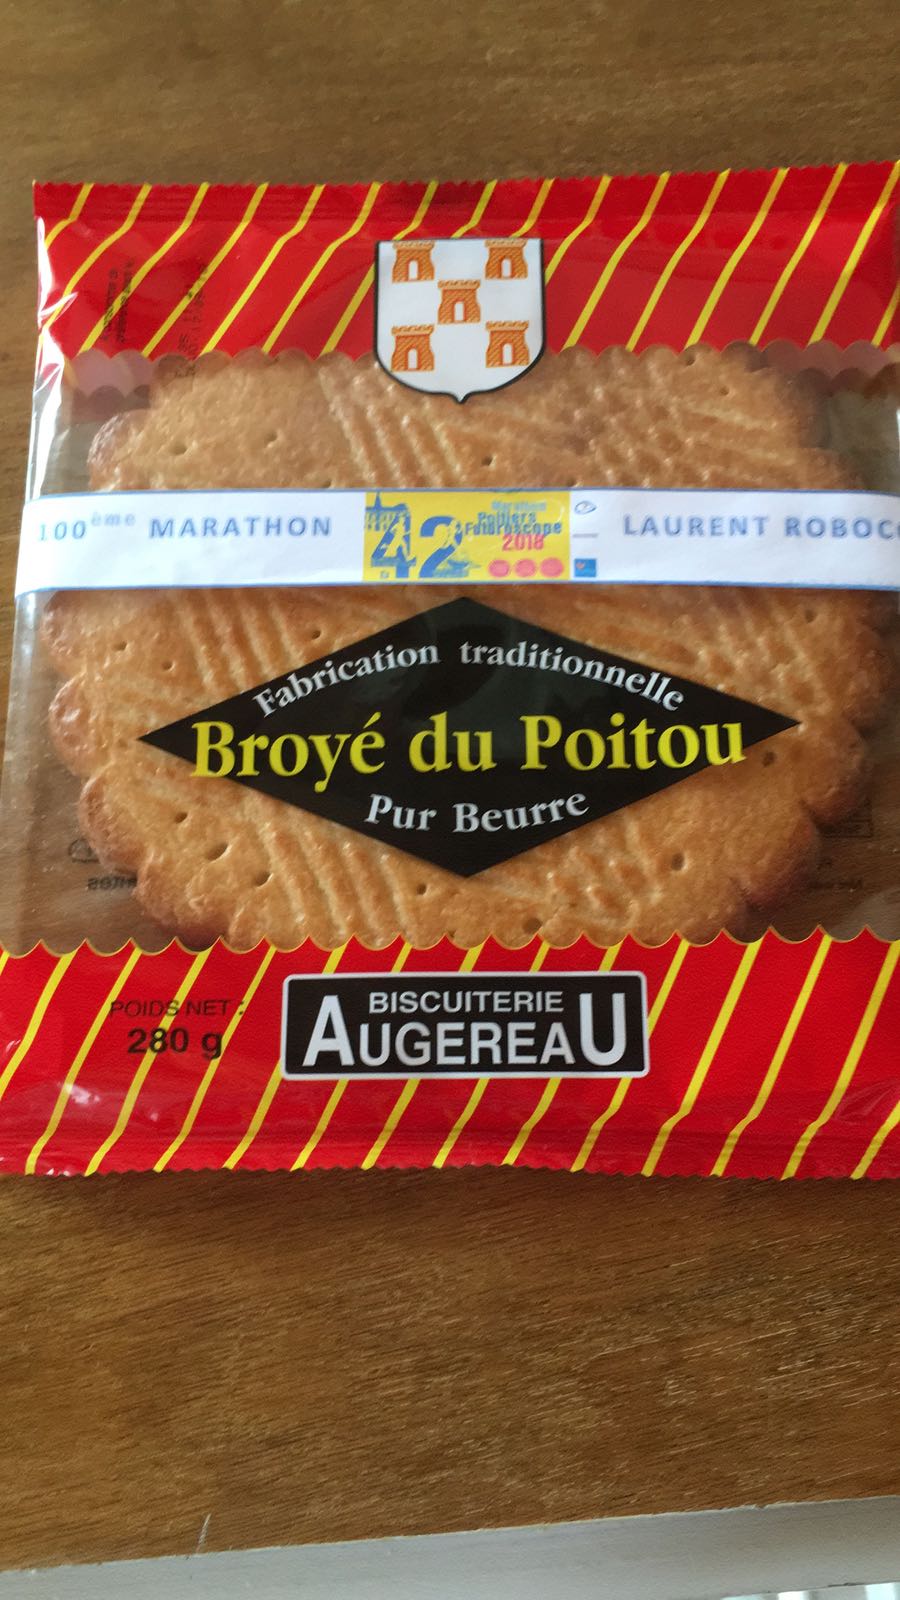 100ème MARATHON
42
Marathon
Poitiers
Futuroscope
2018
LAURENT ROBOC
Fabrication traditionnelle
Broyé du Poitou
Pur Beurre
POIDS NET :
280 g
BISCUITERIE
AUGEREAU